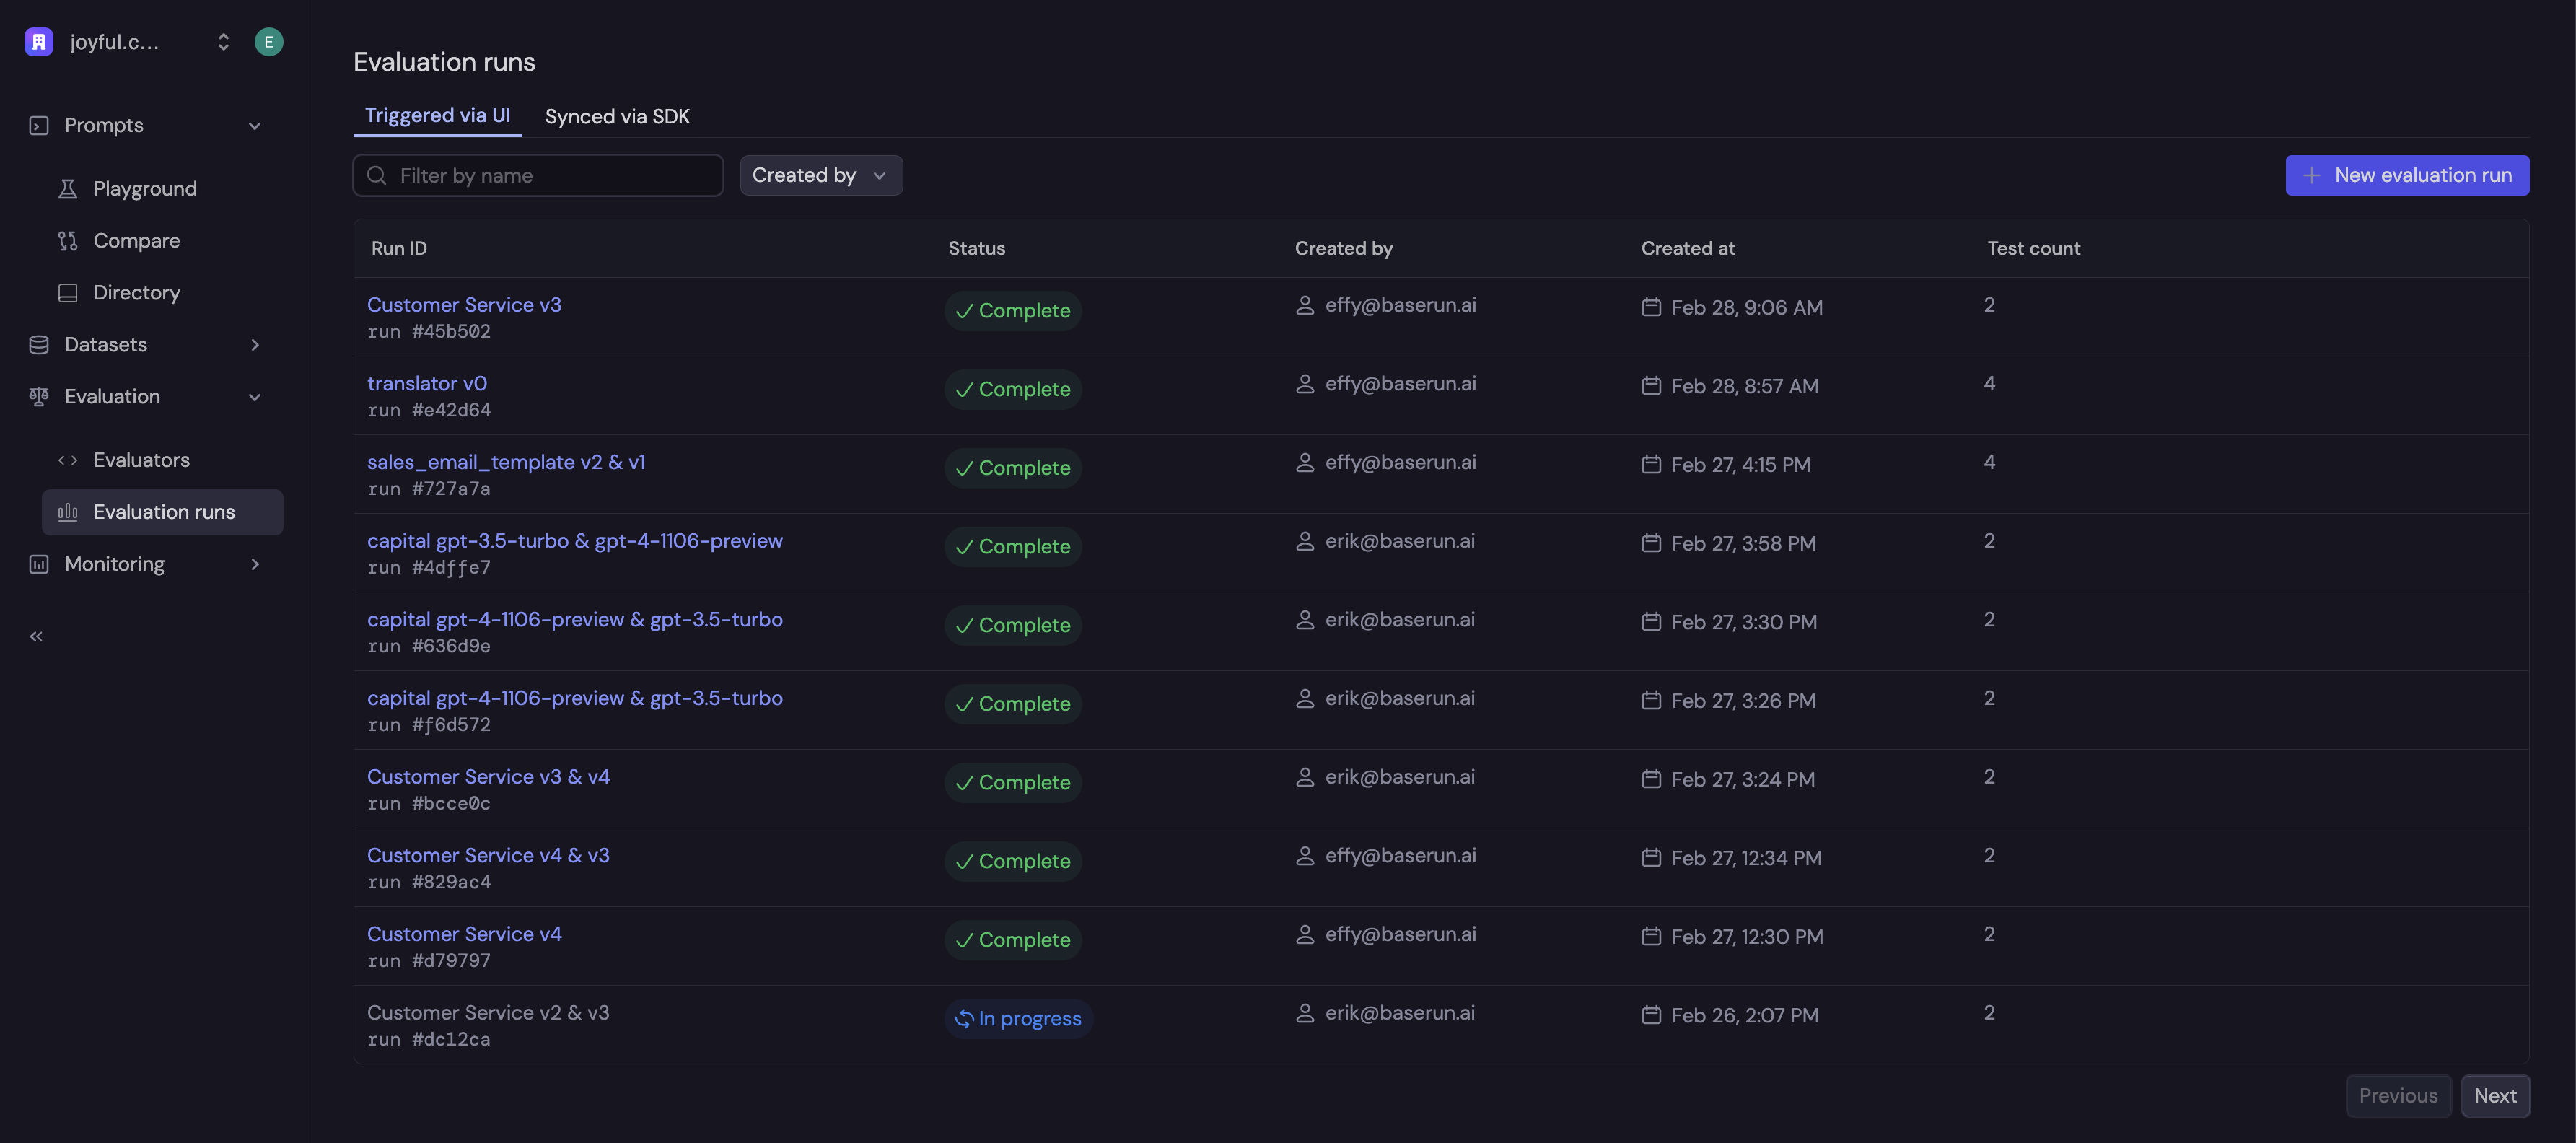 joyful.c...
E
Prompts
Playground
Compare
Directory
Datasets
Evaluation
Evaluators
Evaluation runs
Monitoring
Evaluation runs
Triggered via UI Synced via SDK
Filter by name Created by New evaluation run
Run ID Status Created by Created at Test count
Customer Service v3 Complete effy@baserun.ai Feb 28, 9:06 AM 2
run #45b502
translator v0 Complete effy@baserun.ai Feb 28, 8:57 AM 4
run #e42d64
sales_email_template v2 & v1 Complete effy@baserun.ai Feb 27, 4:15 PM 4
run #727a7a
capital gpt-3.5-turbo & gpt-4-1106-preview Complete erik@baserun.ai Feb 27, 3:58 PM 2
run #4dffe7
capital gpt-4-1106-preview & gpt-3.5-turbo Complete erik@baserun.ai Feb 27, 3:30 PM 2
run #636d9e
capital gpt-4-1106-preview & gpt-3.5-turbo Complete erik@baserun.ai Feb 27, 3:26 PM 2
run #f6d572
Customer Service v3 & v4 Complete erik@baserun.ai Feb 27, 3:24 PM 2
run #bcce0c
Customer Service v4 & v3 Complete effy@baserun.ai Feb 27, 12:34 PM 2
run #829ac4
Customer Service v4 Complete effy@baserun.ai Feb 27, 12:30 PM 2
run #d79797
Customer Service v2 & v3 In progress erik@baserun.ai Feb 26, 2:07 PM 2
run #dc12ca
Previous Next